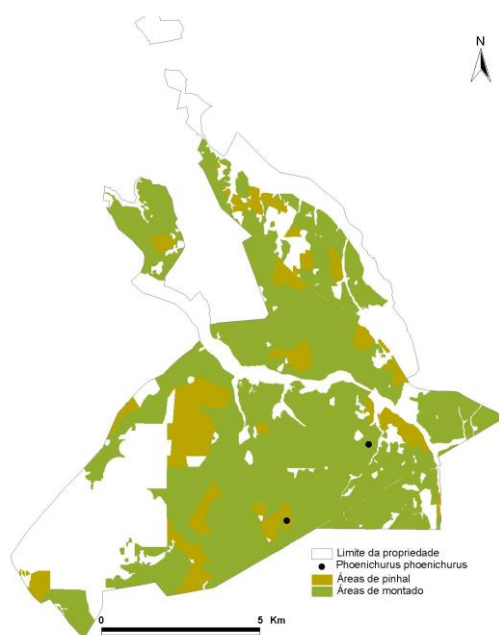 N
Limite da propriedade
Phoenichurus phoenichurus
Áreas de pinhal
Áreas de montado
0 5 Km